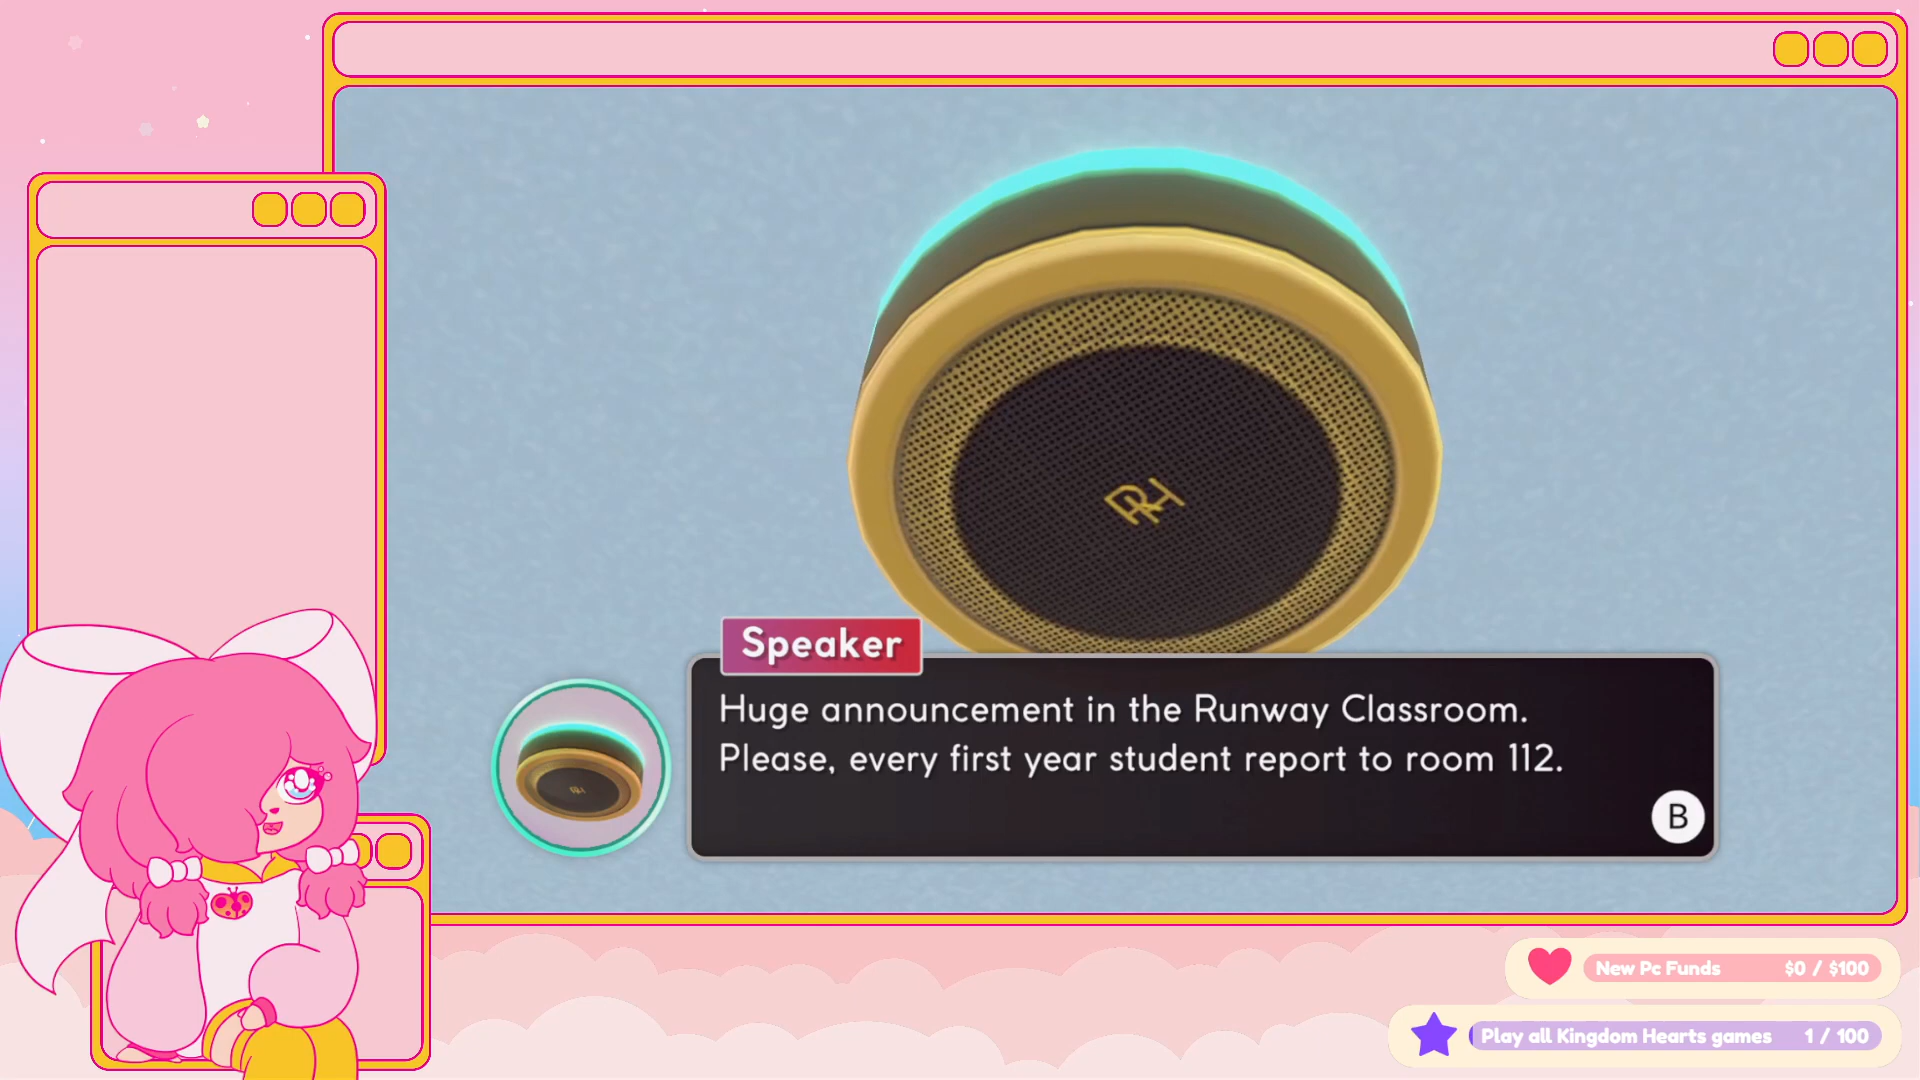 RH
Speaker
Huge announcement in the Runway Classroom.
Please, every first year student report to room 112.
B
New Pc Funds $0 / $100
Play all Kingdom Hearts games 1 / 100